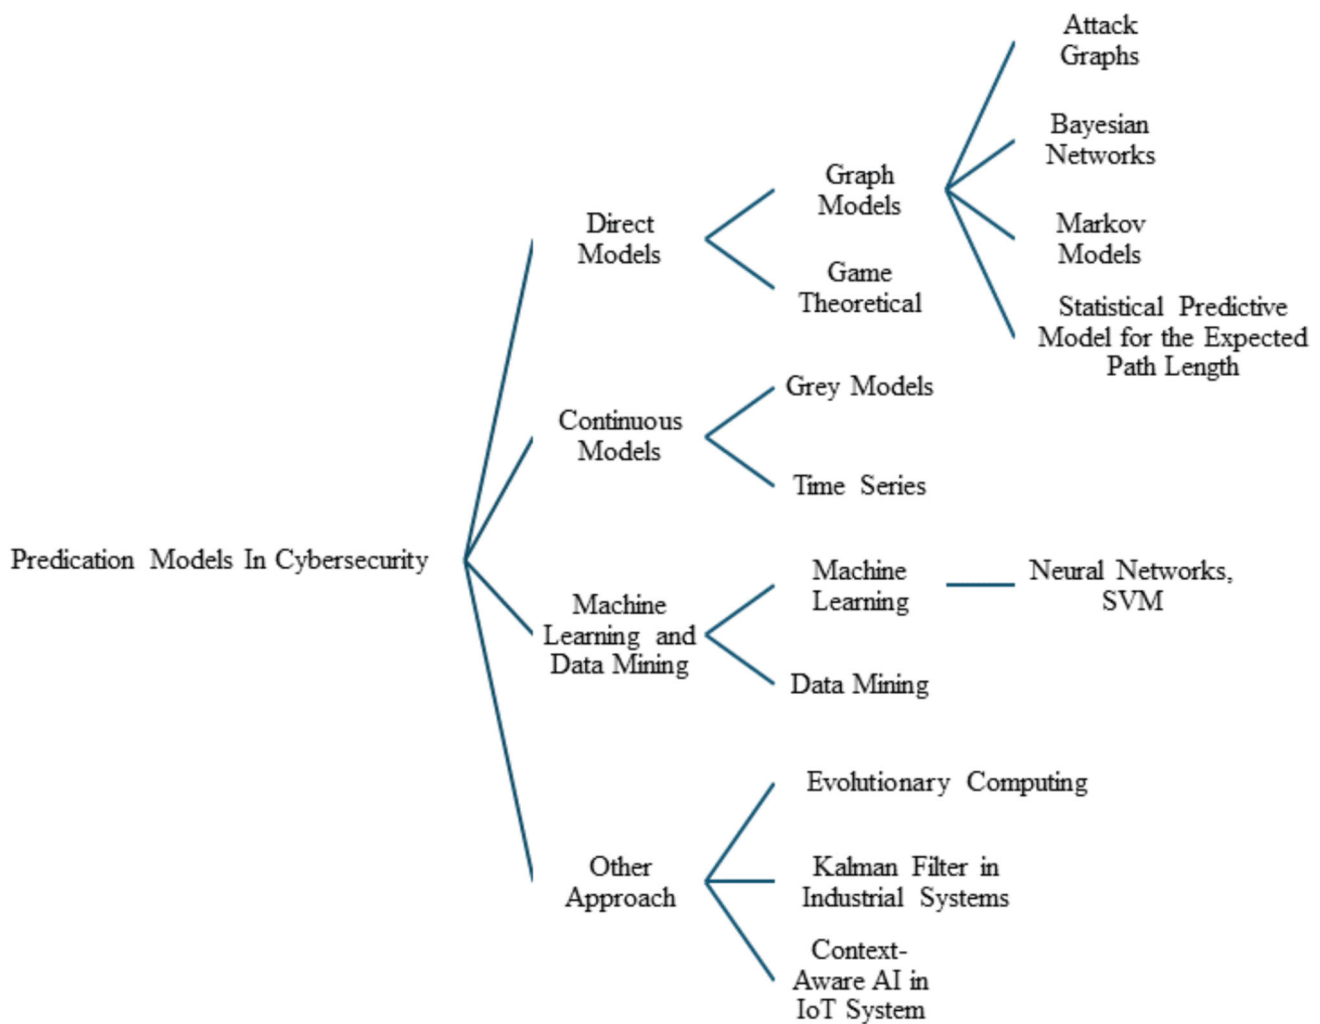 Predication Models In Cybersecurity
Direct
Models
Graph
Models
Attack
Graphs
Bayesian
Networks
Markov
Models
Statistical Predictive
Model for the Expected
Path Length
Game
Theoretical
Continuous
Models
Grey Models
Time Series
Machine
Learning and
Data Mining
Machine
Learning
Neural Networks,
SVM
Data Mining
Other
Approach
Evolutionary Computing
Kalman Filter in
Industrial Systems
Context-
Aware AI in
IoT System